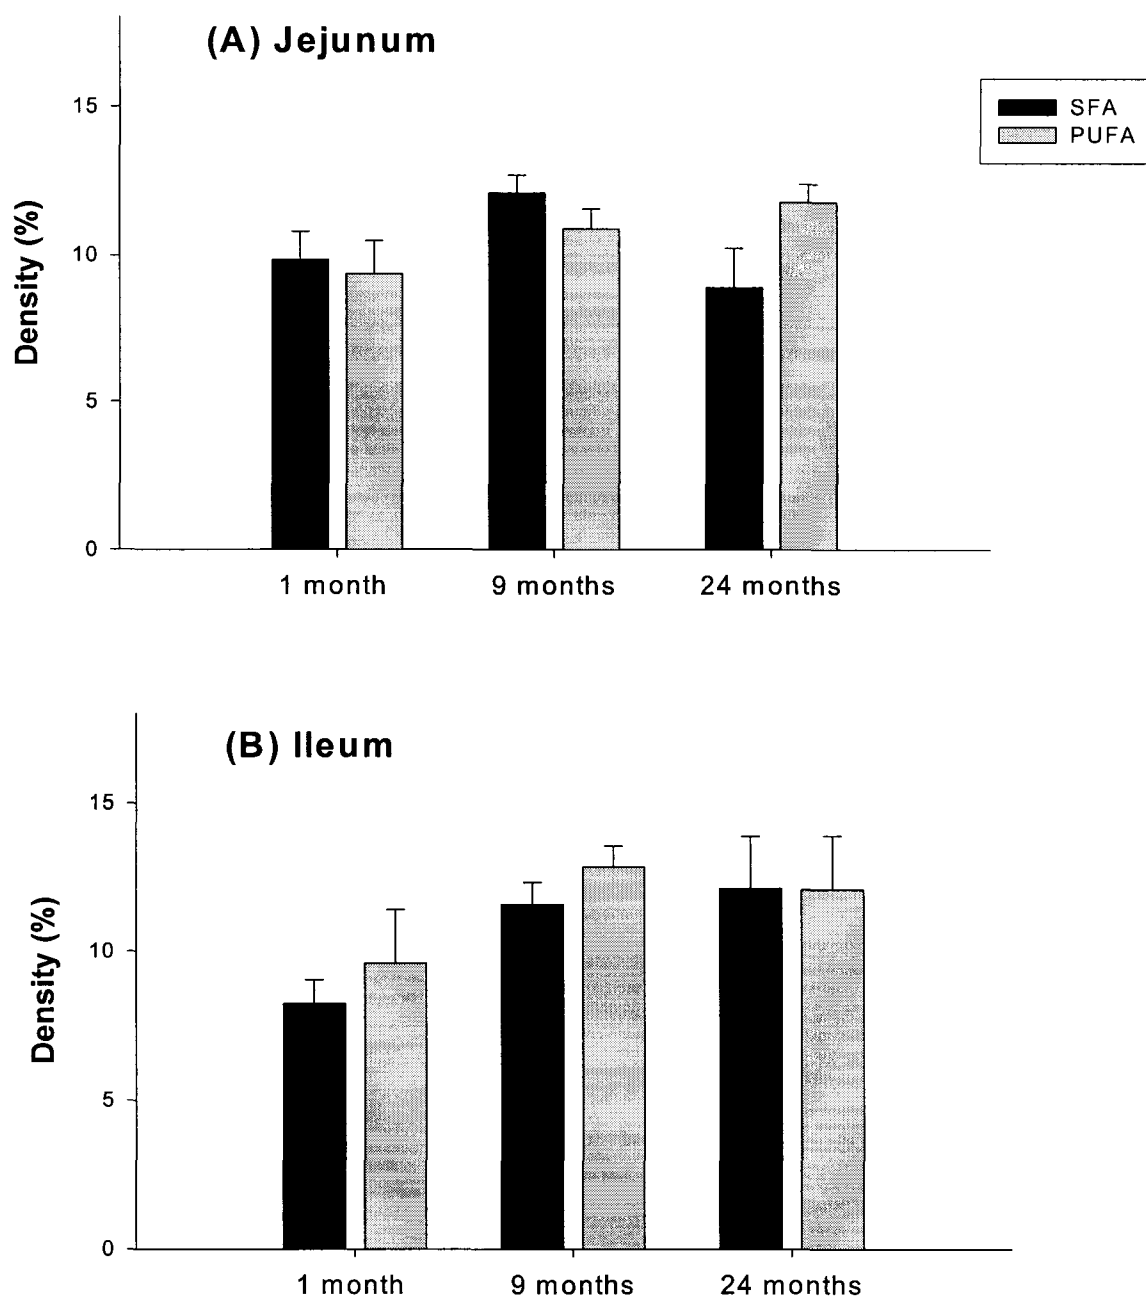 (A) Jejunum
SFA
PUFA
15
10
5
0
Density (%)
1 month 9 months 24 months
(B) Ileum
15
10
5
0
Density (%)
1 month 9 months 24 months